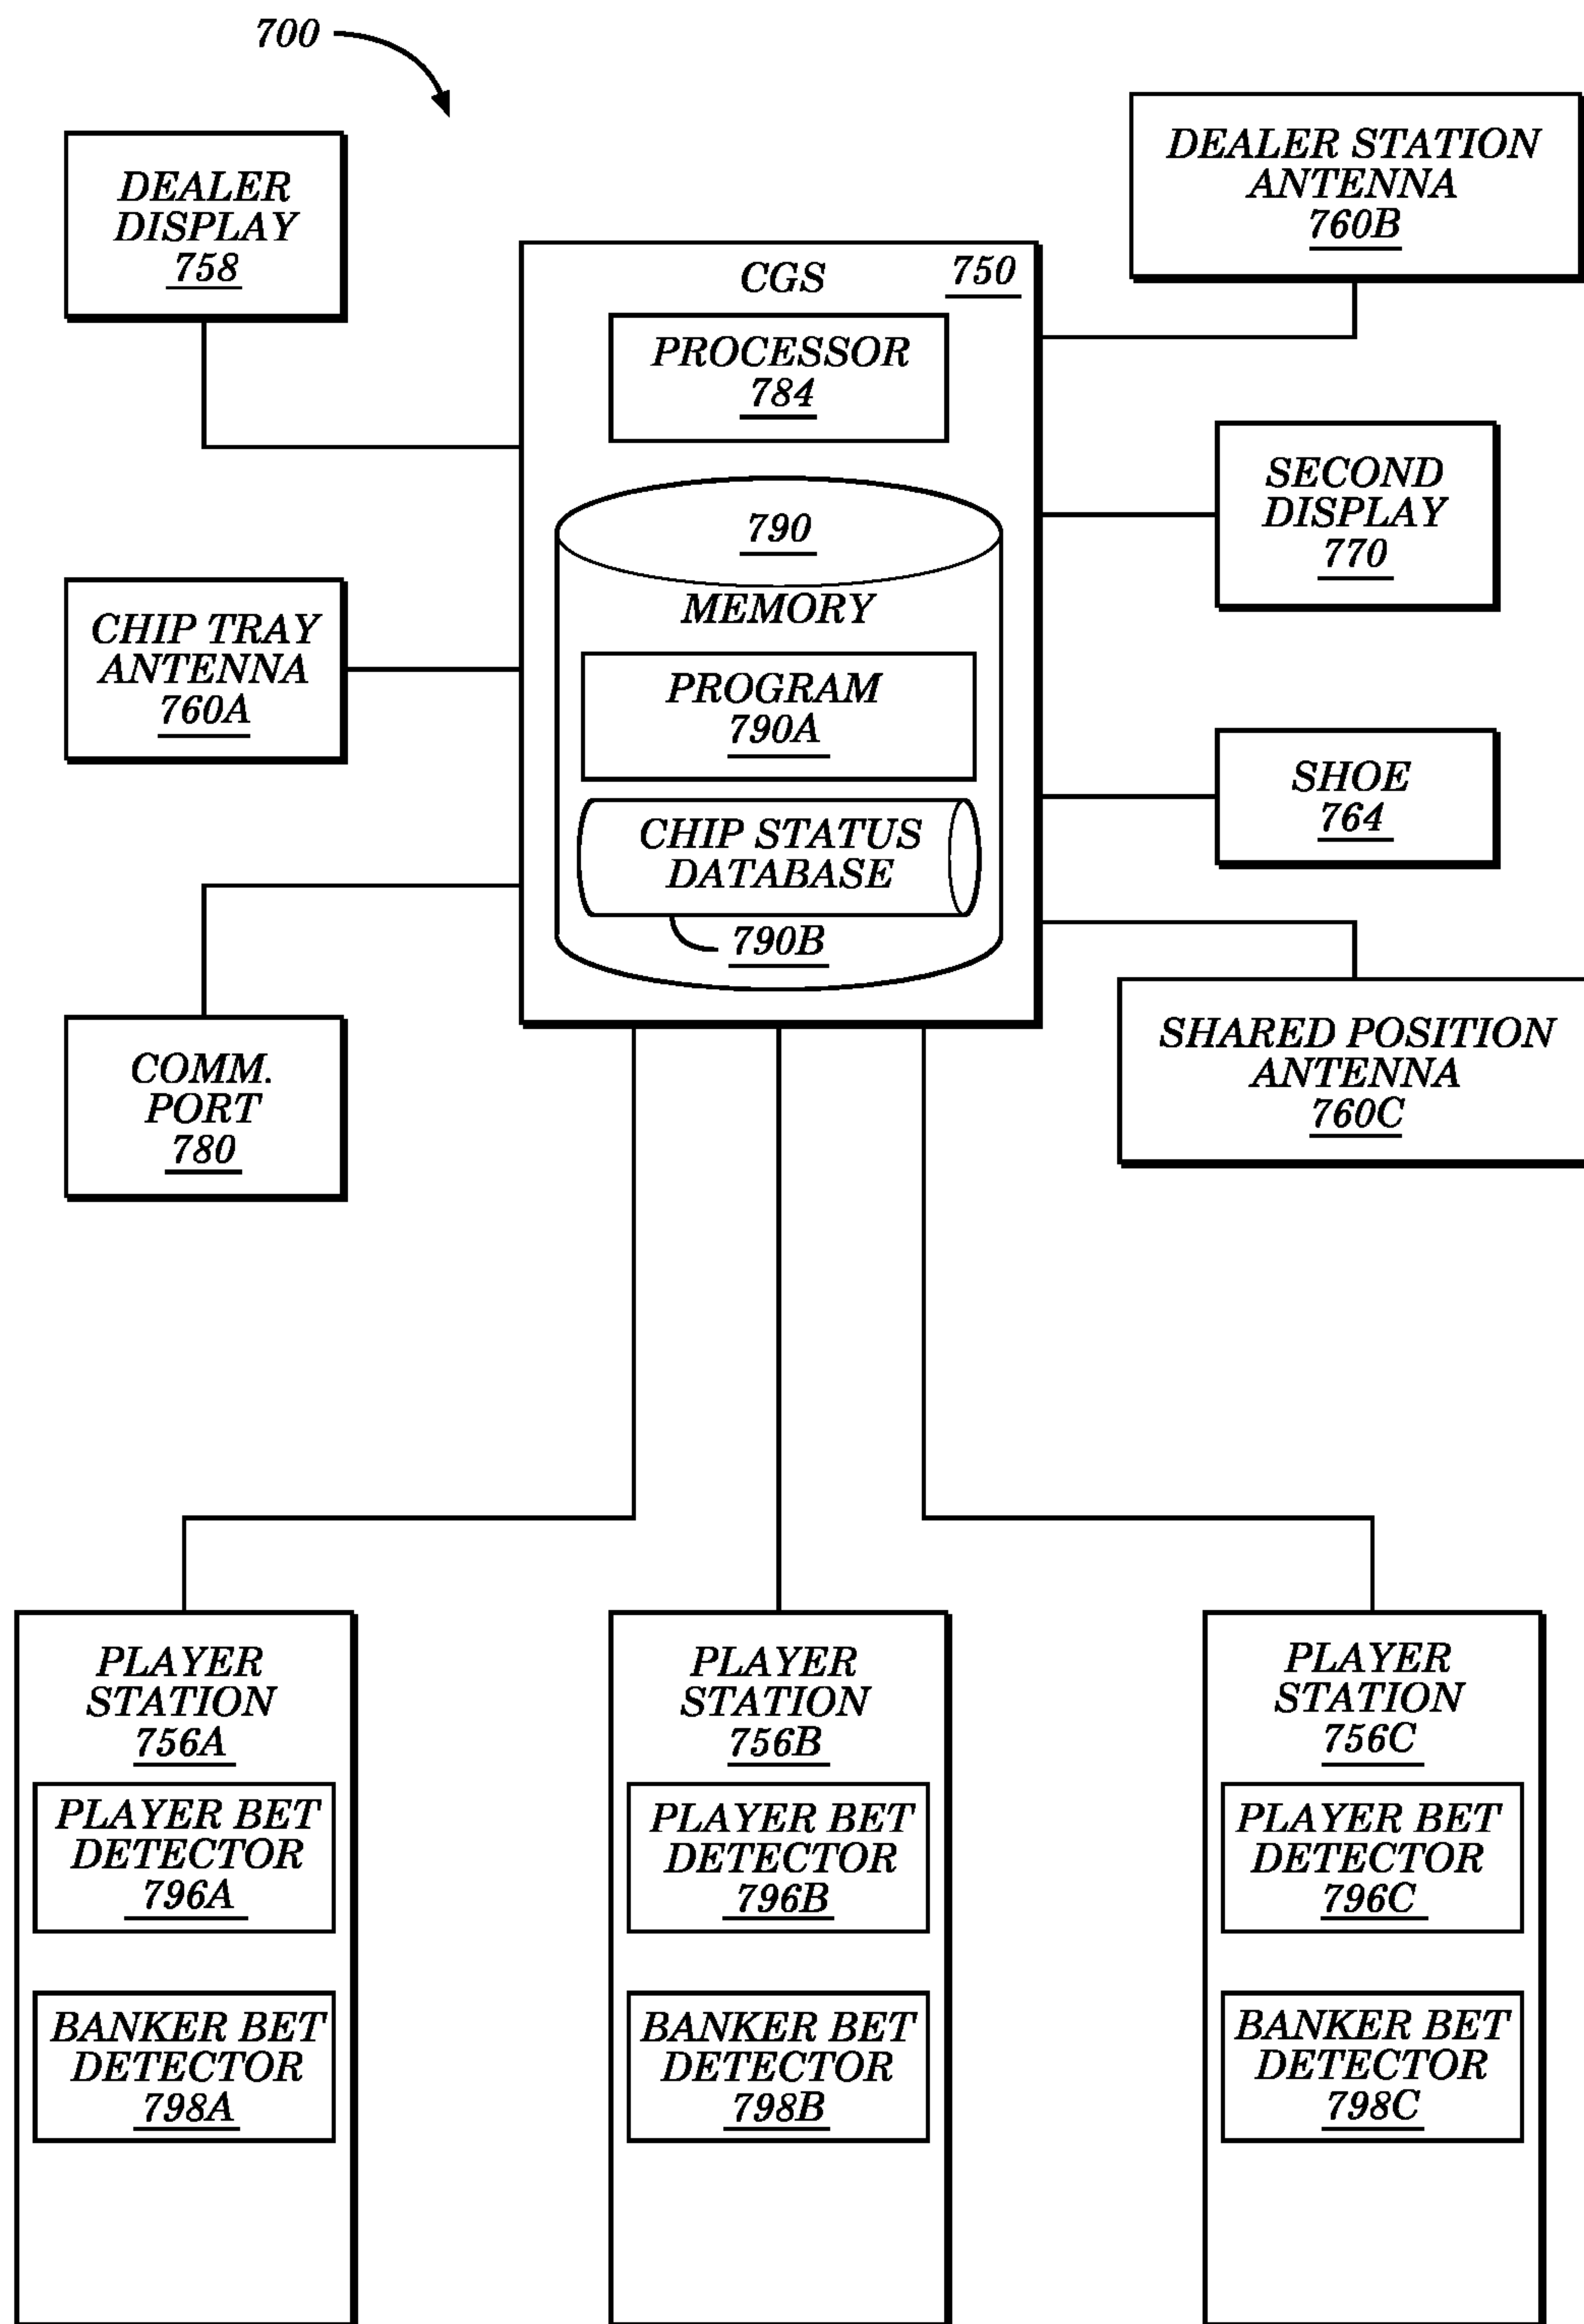 700
DEALER
DISPLAY
758
DEALER STATION
ANTENNA
760B
CGS
750
PROCESSOR
784
790
MEMORY
PROGRAM
790A
CHIP STATUS
DATABASE
790B
SECOND
DISPLAY
770
CHIP TRAY
ANTENNA
760A
SHOE
764
COMM.
PORT
780
SHARED POSITION
ANTENNA
760C
PLAYER
STATION
756A
PLAYER BET
DETECTOR
796A
BANKER BET
DETECTOR
798A
PLAYER
STATION
756B
PLAYER BET
DETECTOR
796B
BANKER BET
DETECTOR
798B
PLAYER
STATION
756C
PLAYER BET
DETECTOR
796C
BANKER BET
DETECTOR
798C